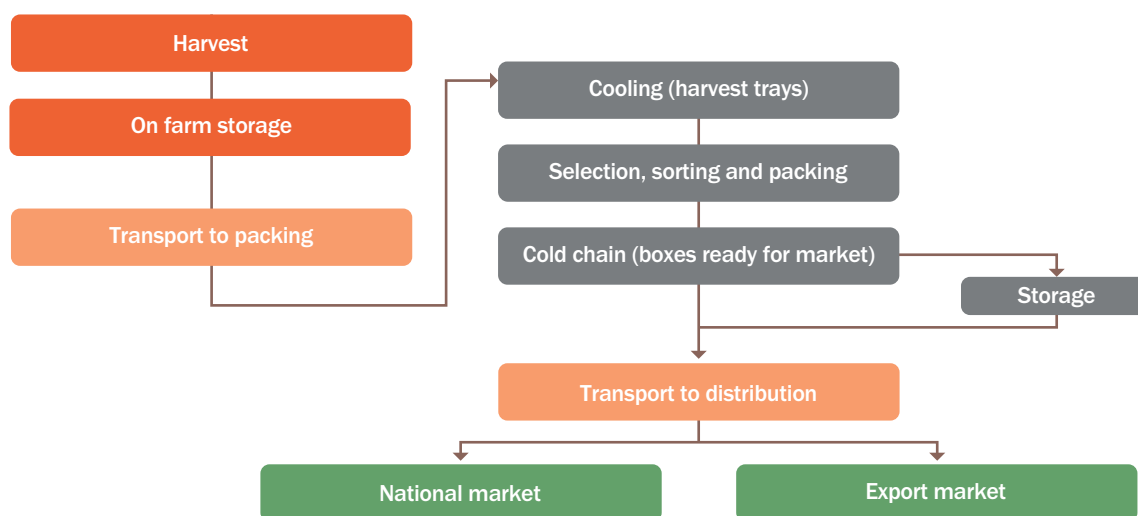 Harvest
On farm storage
Transport to packing
Cooling (harvest trays)
Selection, sorting and packing
Cold chain (boxes ready for market)
Storage
Transport to distribution
National market
Export market